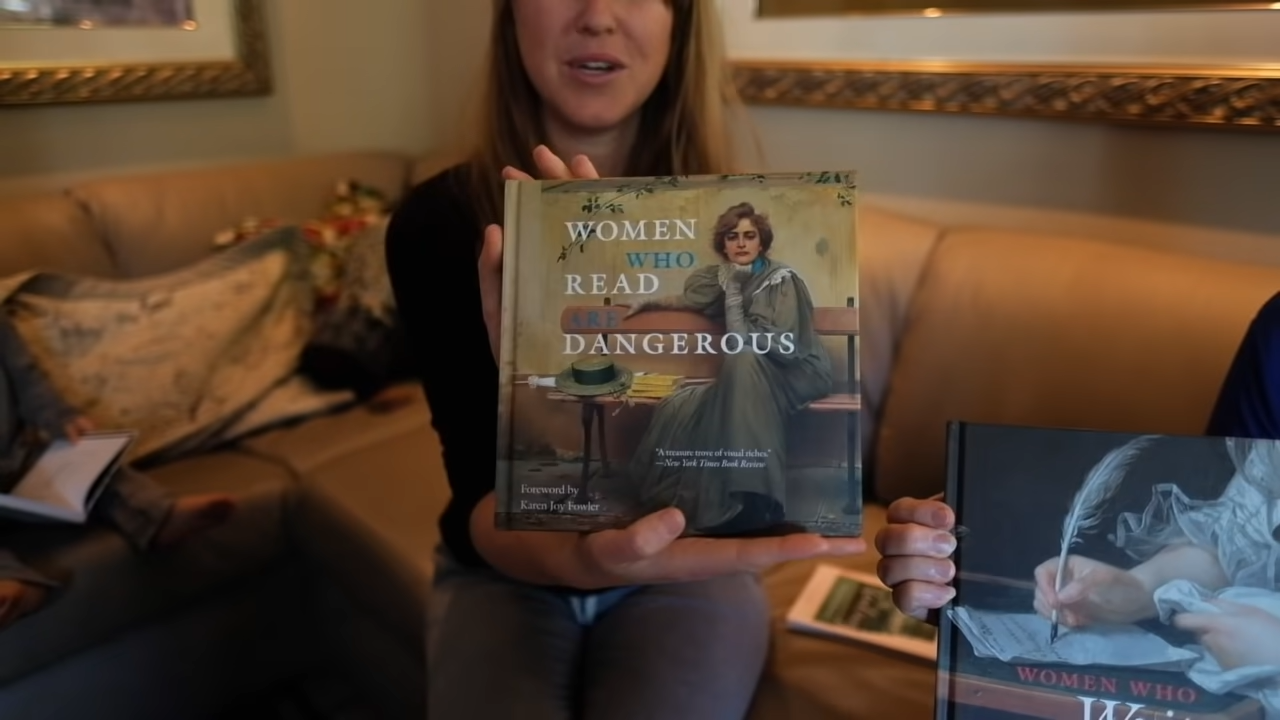 WOMEN
WHO
READ
ARE
DANGEROUS
"A treasure trove of visual riches."
—New York Times Book Review
Foreword by
Karen Joy Fowler
WOMEN WHO